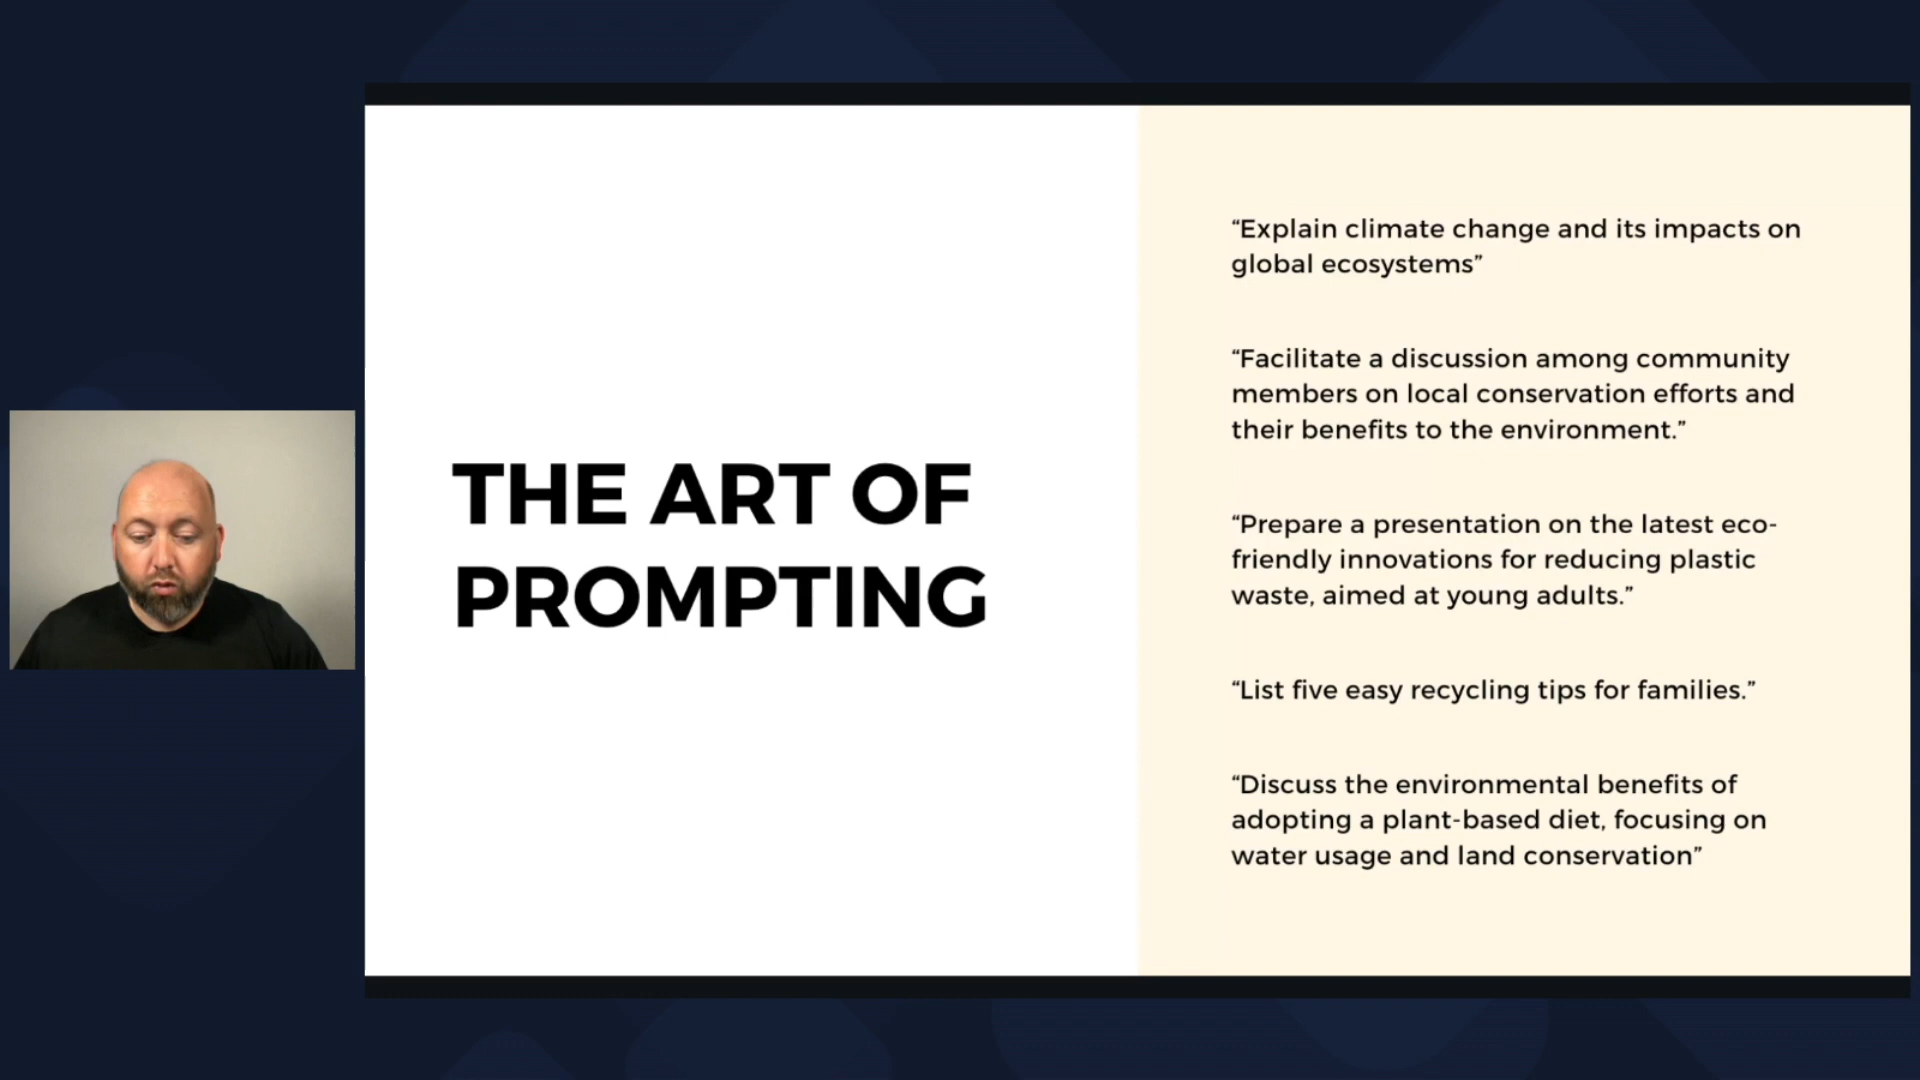 THE ART OF
PROMPTING
“Explain climate change and its impacts on
global ecosystems”
“Facilitate a discussion among community
members on local conservation efforts and
their benefits to the environment.”
“Prepare a presentation on the latest eco-
friendly innovations for reducing plastic
waste, aimed at young adults.”
“List five easy recycling tips for families.”
“Discuss the environmental benefits of
adopting a plant-based diet, focusing on
water usage and land conservation”